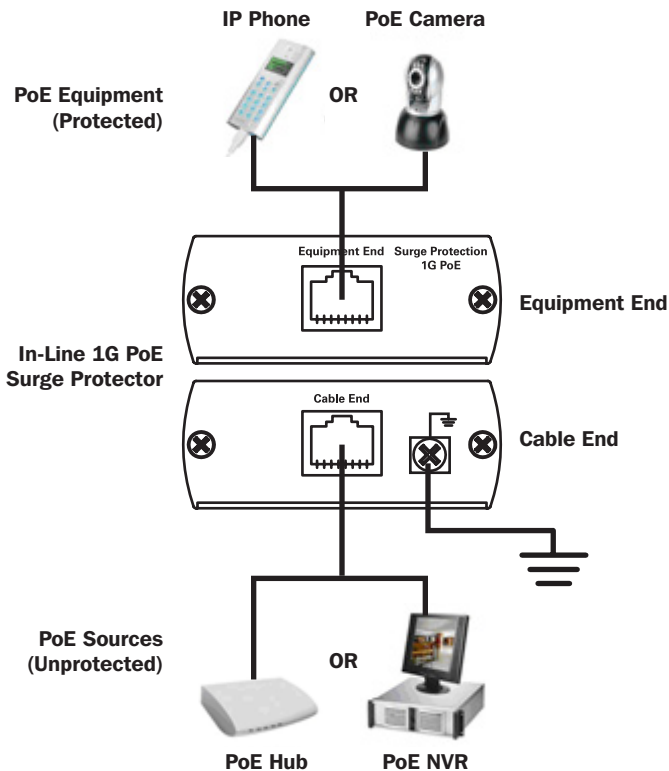 IP Phone
PoE Camera
PoE Equipment
(Protected)
OR
Equipment End
Surge Protection
1G PoE
Equipment End
In-Line 1G PoE
Surge Protector
Cable End
Cable End
PoE Sources
(Unprotected)
OR
PoE Hub
PoE NVR